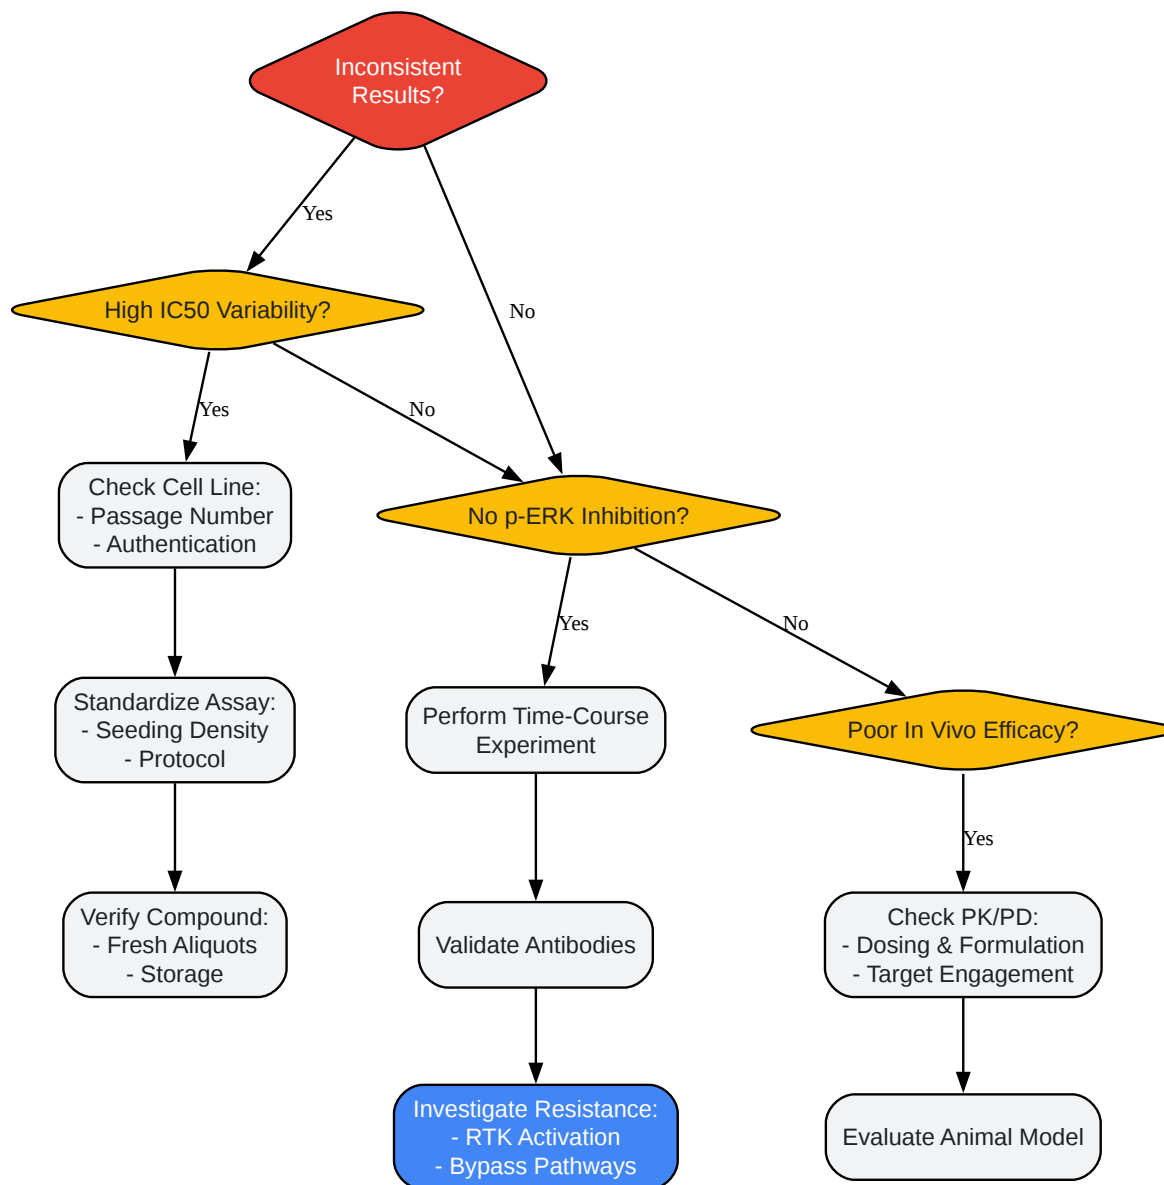 Inconsistent
Results?
Yes
No
High IC50 Variability?
Yes
No
Check Cell Line:
- Passage Number
- Authentication
No p-ERK Inhibition?
Yes
No
Standardize Assay:
- Seeding Density
- Protocol
Perform Time-Course
Experiment
Poor In Vivo Efficacy?
Yes
Verify Compound:
- Fresh Aliquots
- Storage
Validate Antibodies
Check PK/PD:
- Dosing & Formulation
- Target Engagement
Investigate Resistance:
- RTK Activation
- Bypass Pathways
Evaluate Animal Model